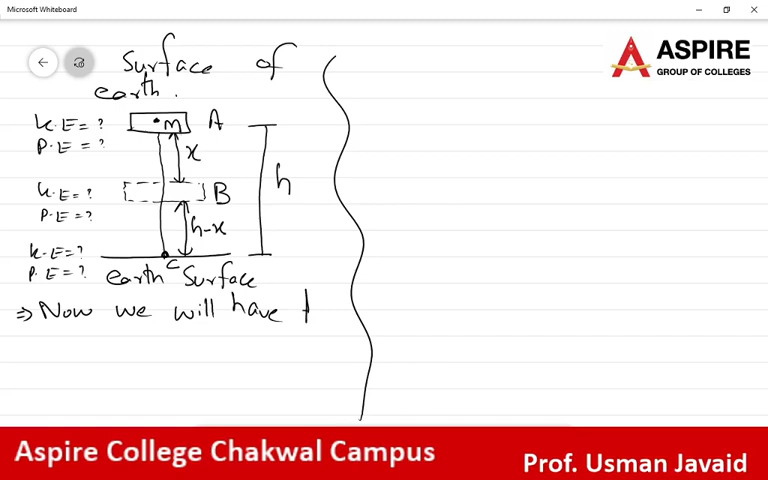 Microsoft Whiteboard
ASPIRE
GROUP OF COLLEGES
Surface of
earth.
K.E = ?
P.E = ?
m A
x
h
K.E = ?
P.E = ?
B
h-x
K.E = ?
P.E = ?
C
earth Surface
⇒ Now we will have
Aspire College Chakwal Campus
Prof. Usman Javaid